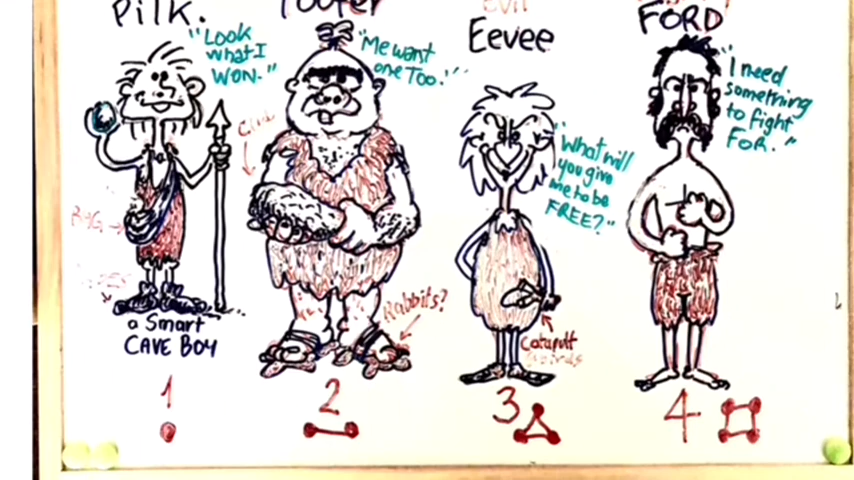 Pilk.
Evil
Eevee
FORD
"Look
what I
WON."
"Me want
one Too!"
"What will
you give
me to be
FREE?"
"I need
something
to fight
FOR."
Rabbits?
Catapult
a Smart
CAVE BOY
1
2
3
4